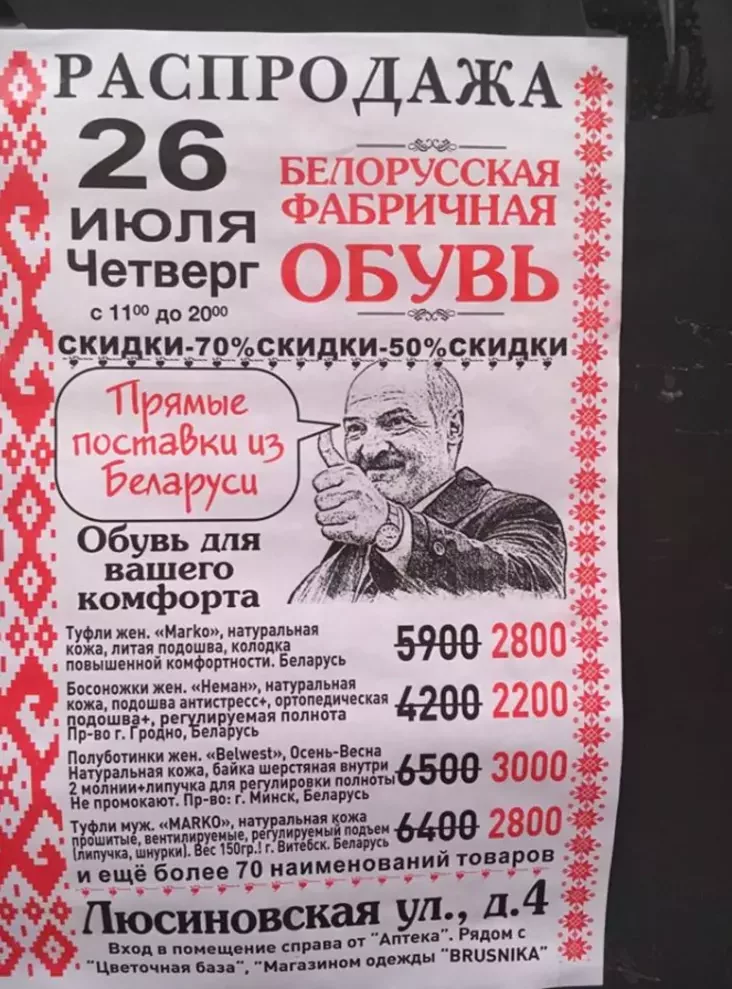 РАСПРОДАЖА
26
ИЮЛЯ
Четверг
с 11⁰⁰ до 20⁰⁰
БЕЛОРУССКАЯ
ФАБРИЧНАЯ
ОБУВЬ
СКИДКИ-70%СКИДКИ-50%СКИДКИ
Прямые
поставки из
Беларуси
Обувь для
вашего
комфорта
Туфли жен. «Marko», натуральная
кожа, литая подошва, колодка
повышенной комфортности. Беларусь
5900 2800
Босоножки жен. «Неман», натуральная
кожа, подошва антистресс+, ортопедическая
подошва+, регулируемая полнота
Пр-во г. Гродно, Беларусь
4200 2200
Полуботинки жен. «Belwest», Осень-Весна
Натуральная кожа, байка шерстяная внутри
2 молнии+липучка для регулировки полноты
Не промокают. Пр-во: г. Минск, Беларусь
6500 3000
Туфли муж. «MARKO», натуральная кожа
прошитые, вентилируемые, регулируемый подъем
(липучка, шнурки). Вес 150гр.! г. Витебск. Беларусь
6400 2800
и ещё более 70 наименований товаров
Люсиновская ул., д.4
Вход в помещение справа от "Аптека". Рядом с
"Цветочная база", "Магазином одежды "BRUSNIKA"